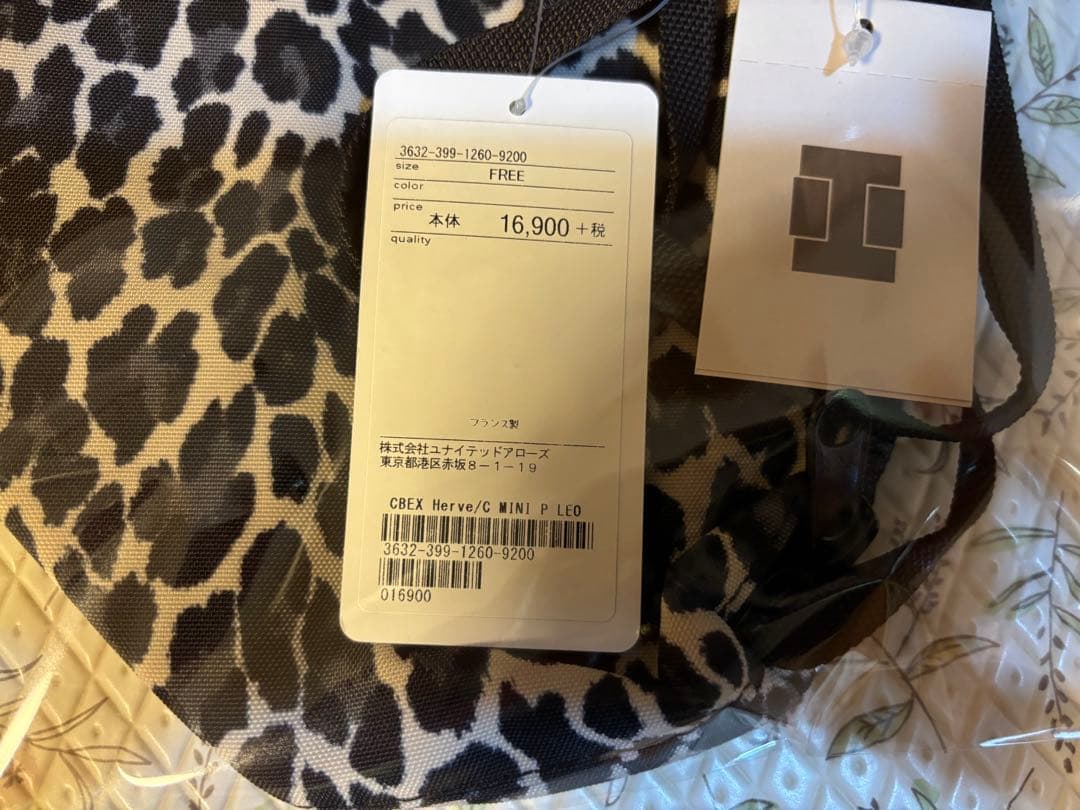 3632-399-1260-9200
size FREE
color
price
本体 16,900 +税
quality
フランス製
株式会社ユナイテッドアローズ
東京都港区赤坂8-1-19
CBEX Herve/C MINI P LEO
3632-399-1260-9200
016900